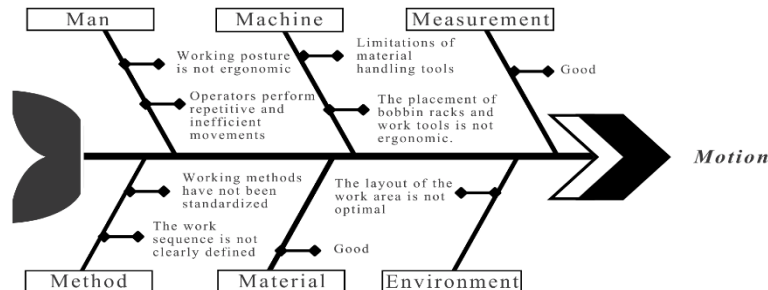 Man
Machine
Measurement
Working posture
is not ergonomic
Operators perform
repetitive and
inefficient
movements
Limitations of
material
handling tools
The placement of
bobbin racks and
work tools is not
ergonomic.
Good
Motion
Working methods
have not been
standardized
The work
sequence is not
clearly defined
Good
The layout of the
work area is not
optimal
Method
Material
Environment